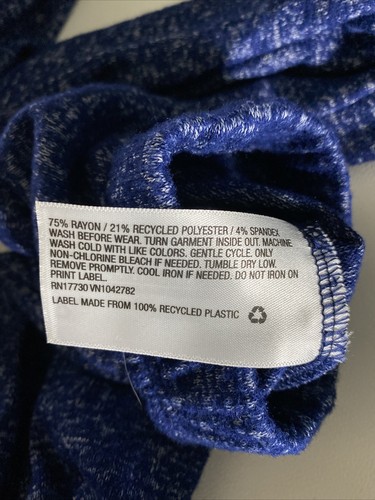 75% RAYON / 21% RECYCLED POLYESTER / 4% SPANDEX
WASH BEFORE WEAR. TURN GARMENT INSIDE OUT. MACHINE
WASH COLD WITH LIKE COLORS. GENTLE CYCLE. ONLY
NON-CHLORINE BLEACH IF NEEDED. TUMBLE DRY LOW.
REMOVE PROMPTLY. COOL IRON IF NEEDED. DO NOT IRON ON
PRINT LABEL.
RN17730 VN1042782
LABEL MADE FROM 100% RECYCLED PLASTIC